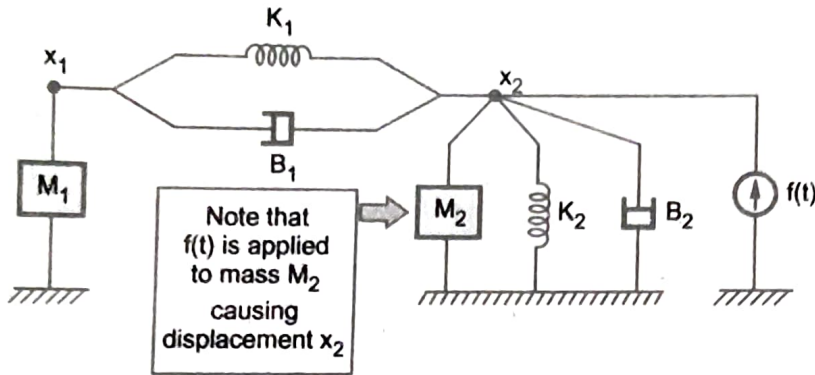 K1
x1
x2
B1
M1
M2
K2
B2
f(t)
Note that
f(t) is applied
to mass M2
causing
displacement x2